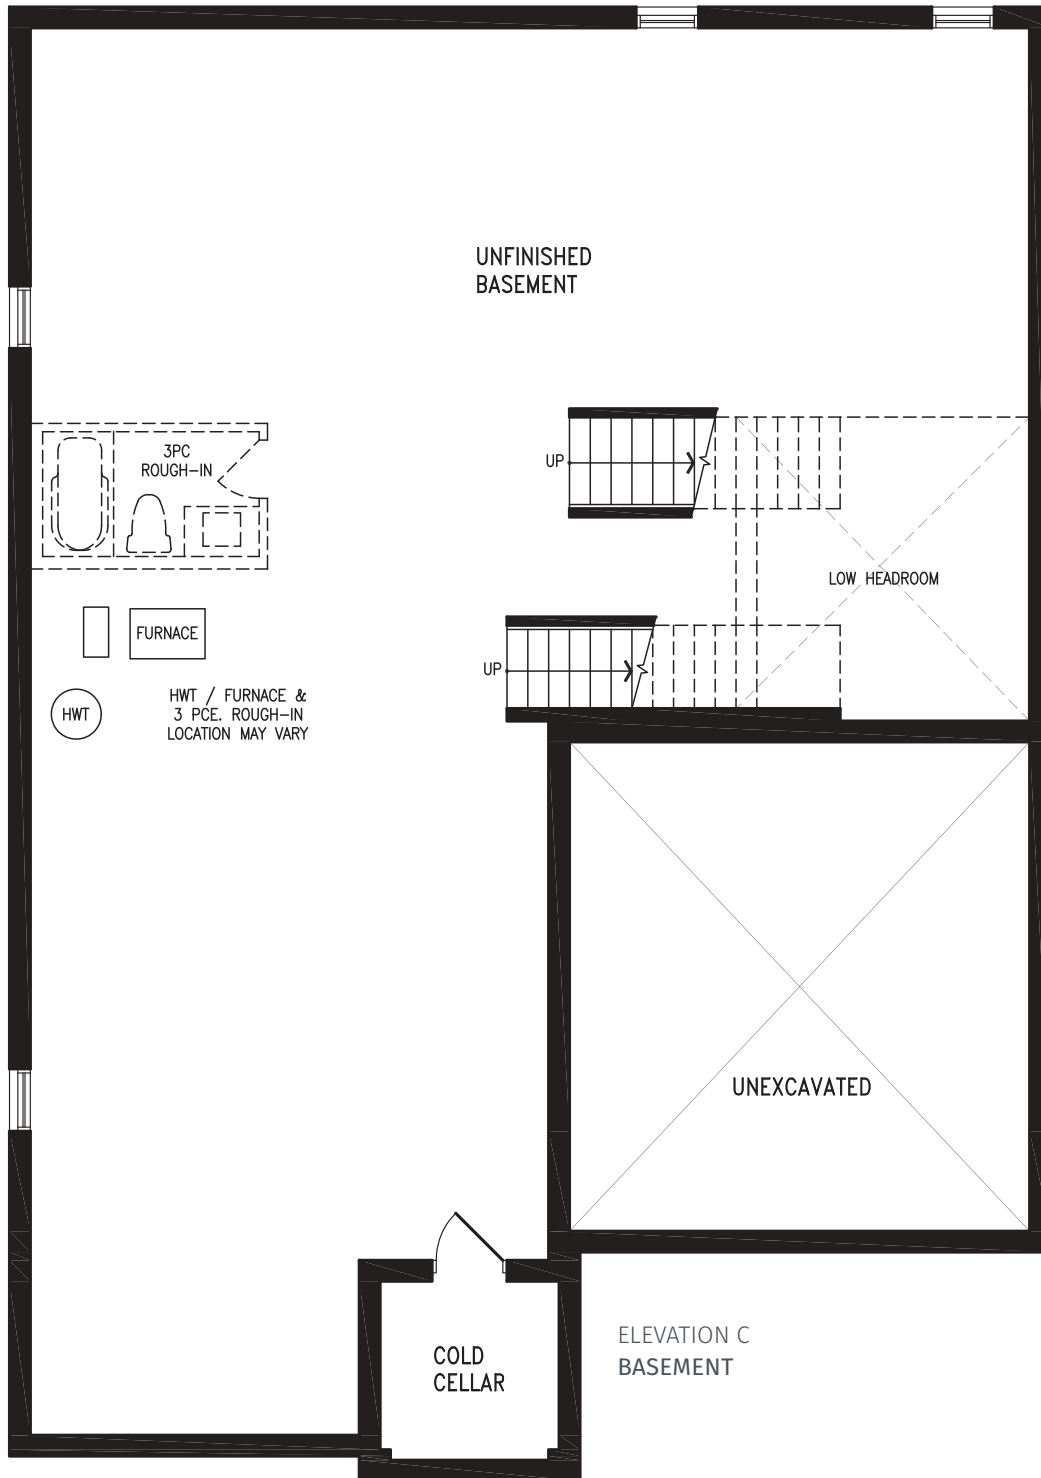 UNFINISHED
BASEMENT
3PC
ROUGH-IN
UP
LOW HEADROOM
FURNACE
UP
HWT
HWT / FURNACE &
3 PCE. ROUGH-IN
LOCATION MAY VARY
UNEXCAVATED
COLD
CELLAR
ELEVATION C
BASEMENT